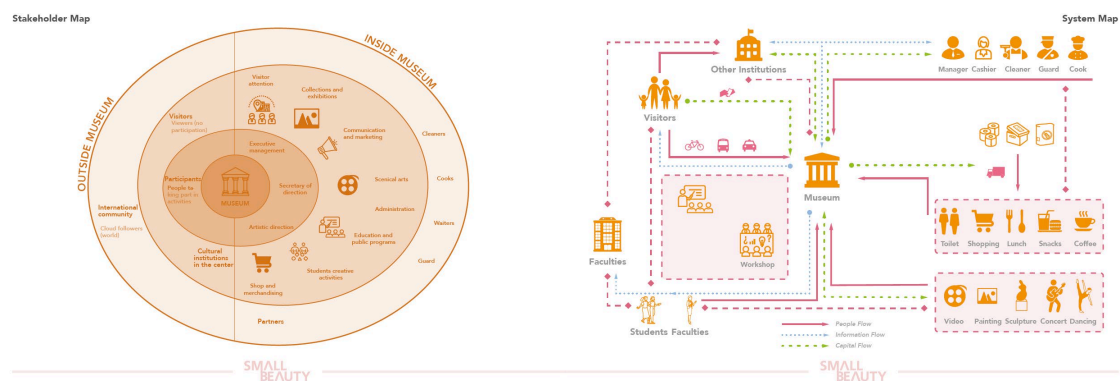 Stakeholder Map
OUTSIDE MUSEUM
INSIDE MUSEUM
Visitor
attention
Collections and
exhibitions
Visitors
Viewers (no
participation)
Communication
and marketing
Cleaners
Executive
management
Participants
People to
participation in
activities
MUSEUM
Secretary of
direction
Scenical arts
Cooks
International
community
Cloud followers
(world)
Administration
Artistic direction
Waiters
Education and
public programs
Cultural
institutions
in the center
Guard
Students creative
activities
Shop and
merchandising
Partners
SMALL
BEAUTY
System Map
Other Institutions
Manager Cashier Cleaner Guard Cook
Visitors
Museum
Toilet Shopping Lunch Snacks Coffee
Faculties
Workshop
Video Painting Sculpture Concert Dancing
Students Faculties
People Flow
Information Flow
Capital Flow
SMALL
BEAUTY